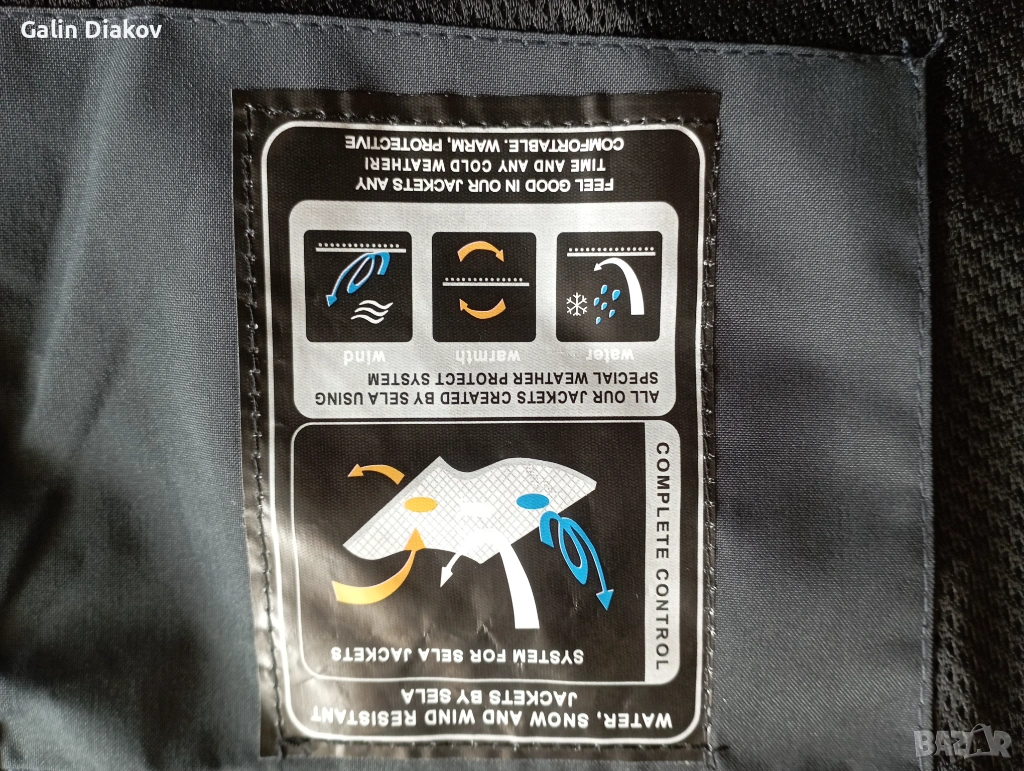 Galin Diakov
WATER, SNOW AND WIND RESISTANT
JACKETS BY SELA
SYSTEM FOR SELA JACKETS
COMPLETE CONTROL
ALL OUR JACKETS CREATED BY SELA USING
SPECIAL WEATHER PROTECT SYSTEM
water warmth wind
FEEL GOOD IN OUR JACKETS ANY
TIME AND ANY COLD WEATHER!
COMFORTABLE. WARM, PROTECTIVE
BAZAR